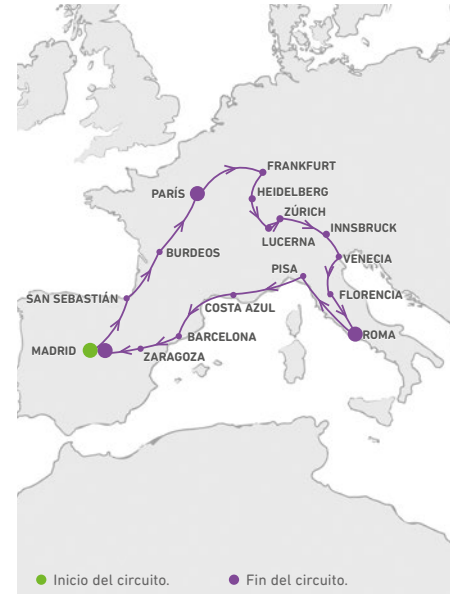 FRANKFURT
PARÍS
HEIDELBERG
ZÚRICH
INNSBRUCK
LUCERNA
VENECIA
BURDEOS
PISA
FLORENCIA
SAN SEBASTIÁN
COSTA AZUL
ROMA
BARCELONA
MADRID
ZARAGOZA
Inicio del circuito.
Fin del circuito.